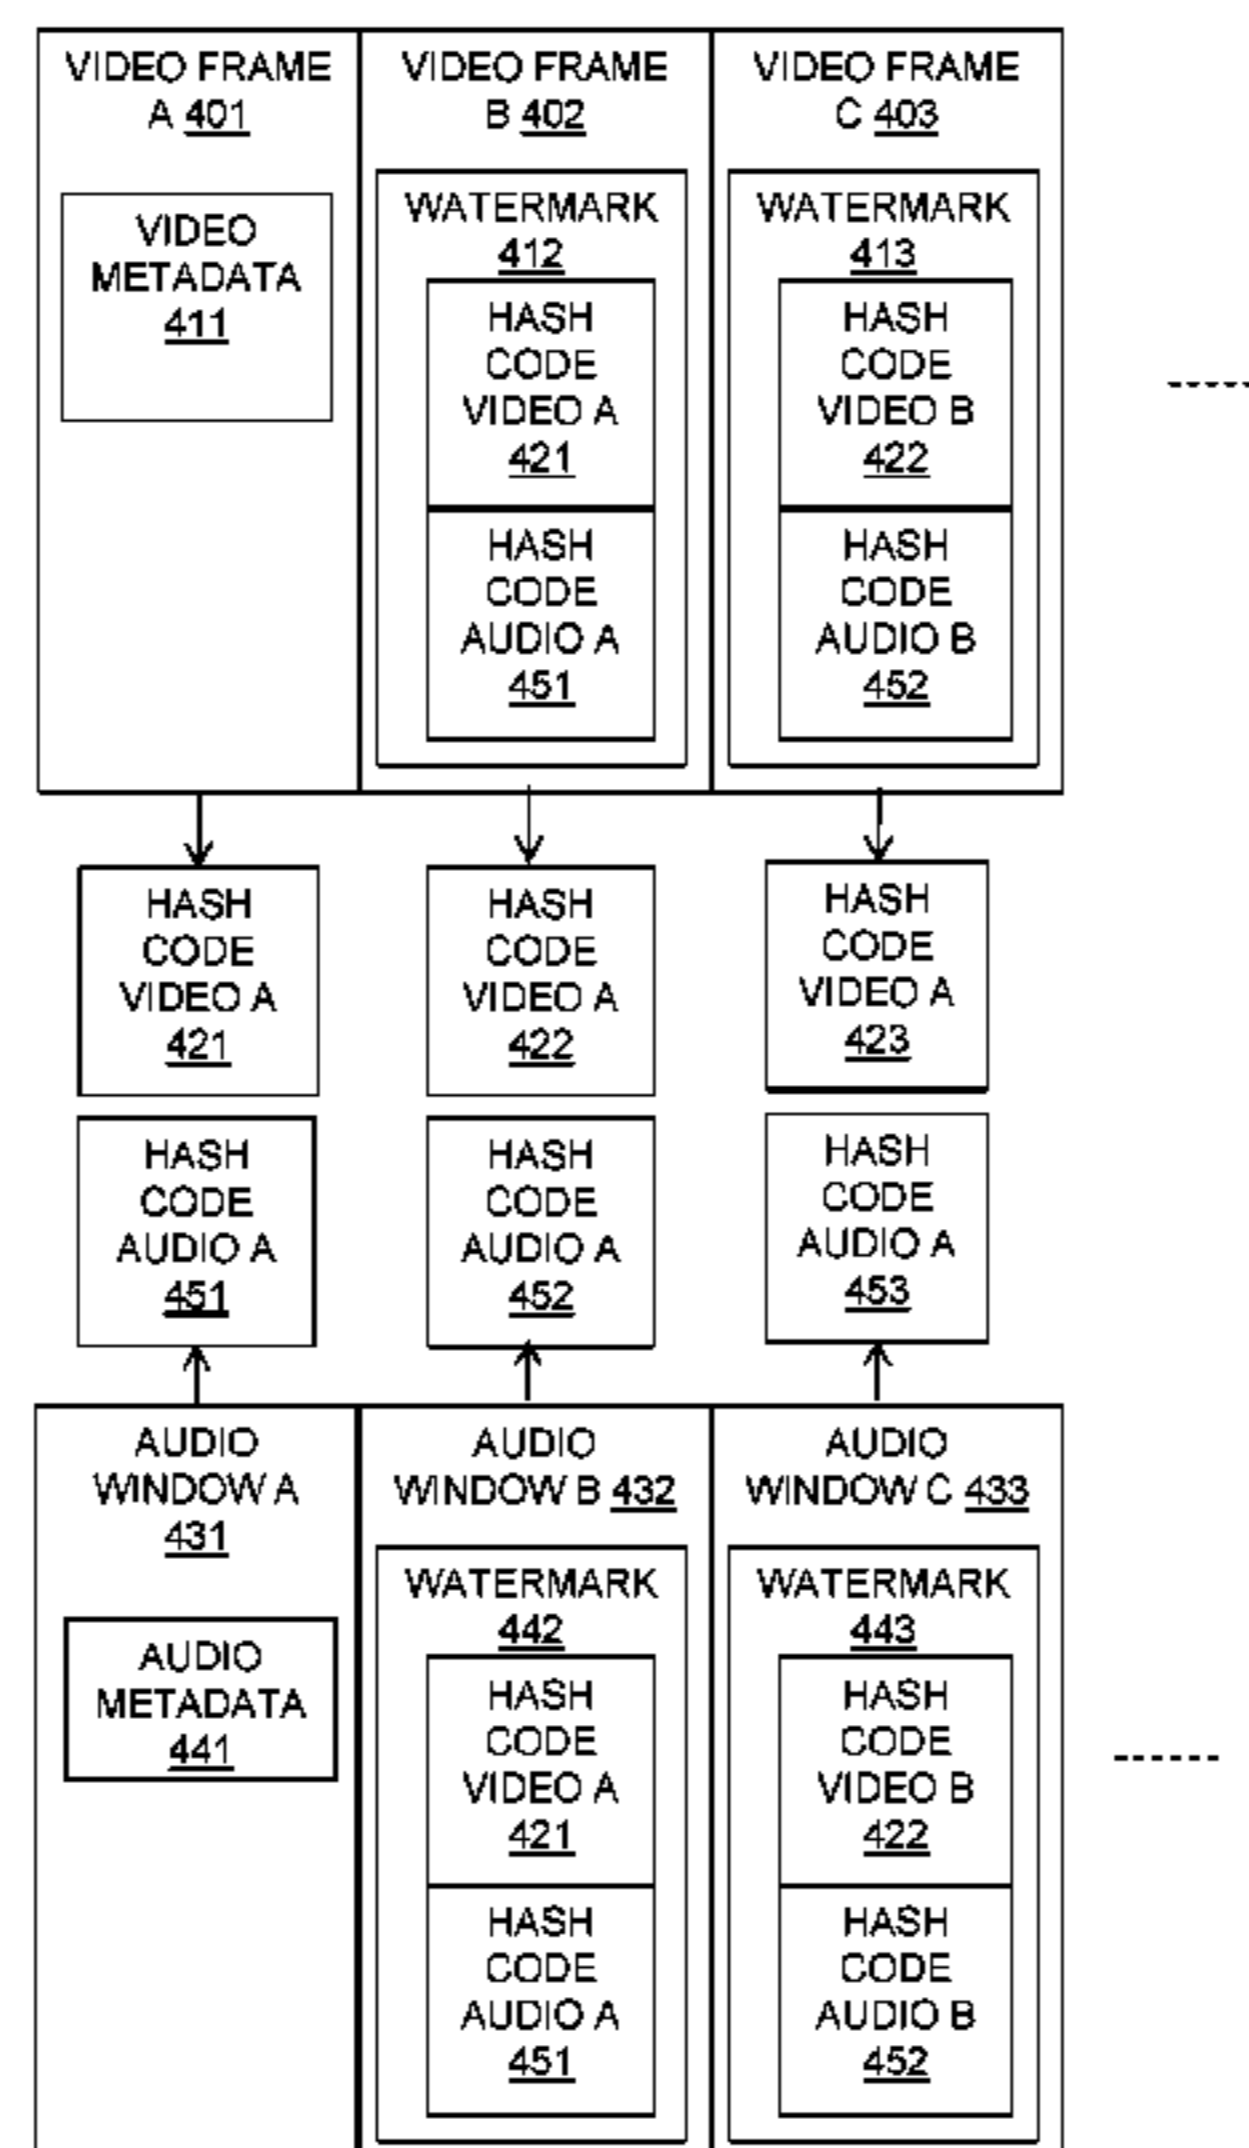 VIDEO FRAME
A 401
VIDEO
METADATA
411
VIDEO FRAME
B 402
WATERMARK
412
HASH
CODE
VIDEO A
421
HASH
CODE
AUDIO A
451
VIDEO FRAME
C 403
WATERMARK
413
HASH
CODE
VIDEO B
422
HASH
CODE
AUDIO B
452
HASH
CODE
VIDEO A
421
HASH
CODE
VIDEO A
422
HASH
CODE
VIDEO A
423
HASH
CODE
AUDIO A
451
HASH
CODE
AUDIO A
452
HASH
CODE
AUDIO A
453
AUDIO
WINDOW A
431
AUDIO
METADATA
441
AUDIO
WINDOW B 432
WATERMARK
442
HASH
CODE
VIDEO A
421
HASH
CODE
AUDIO A
451
AUDIO
WINDOW C 433
WATERMARK
443
HASH
CODE
VIDEO B
422
HASH
CODE
AUDIO B
452